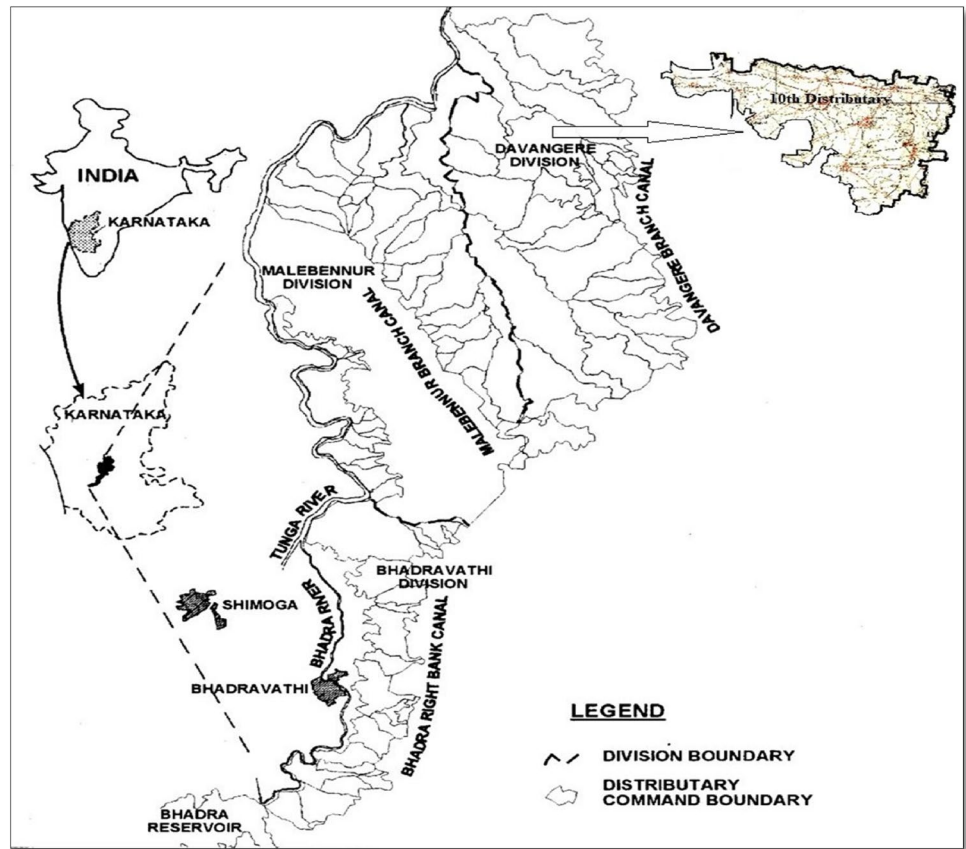 10th Distributary
DAVANGERE
DIVISION
DAVANGERE BRANCH CANAL
INDIA
KARNATAKA
MALEBENNUR
DIVISION
MALEBENNUR BRANCH CANAL
KARNATAKA
TUNGA RIVER
BHADRAVATHI
DIVISION
BHADRA RIVER
SHIMOGA
BHADRA RIGHT BANK CANAL
BHADRAVATHI
LEGEND
DIVISION BOUNDARY
DISTRIBUTARY
COMMAND BOUNDARY
BHADRA
RESERVOIR